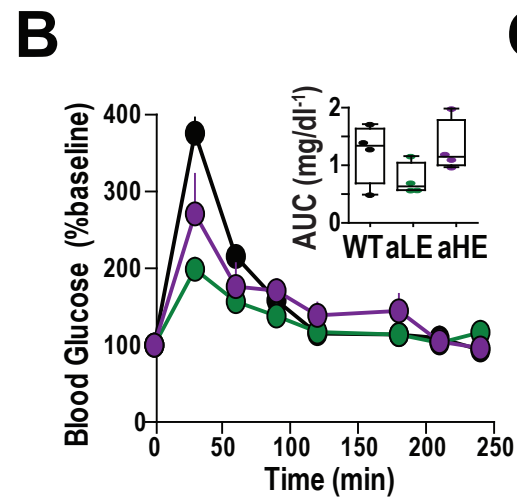 B
Blood Glucose (%baseline)
400
300
200
100
0
0 50 100 150 200 250
Time (min)
AUC (mg/dl⁻¹)
2
1
0
WT aLE aHE